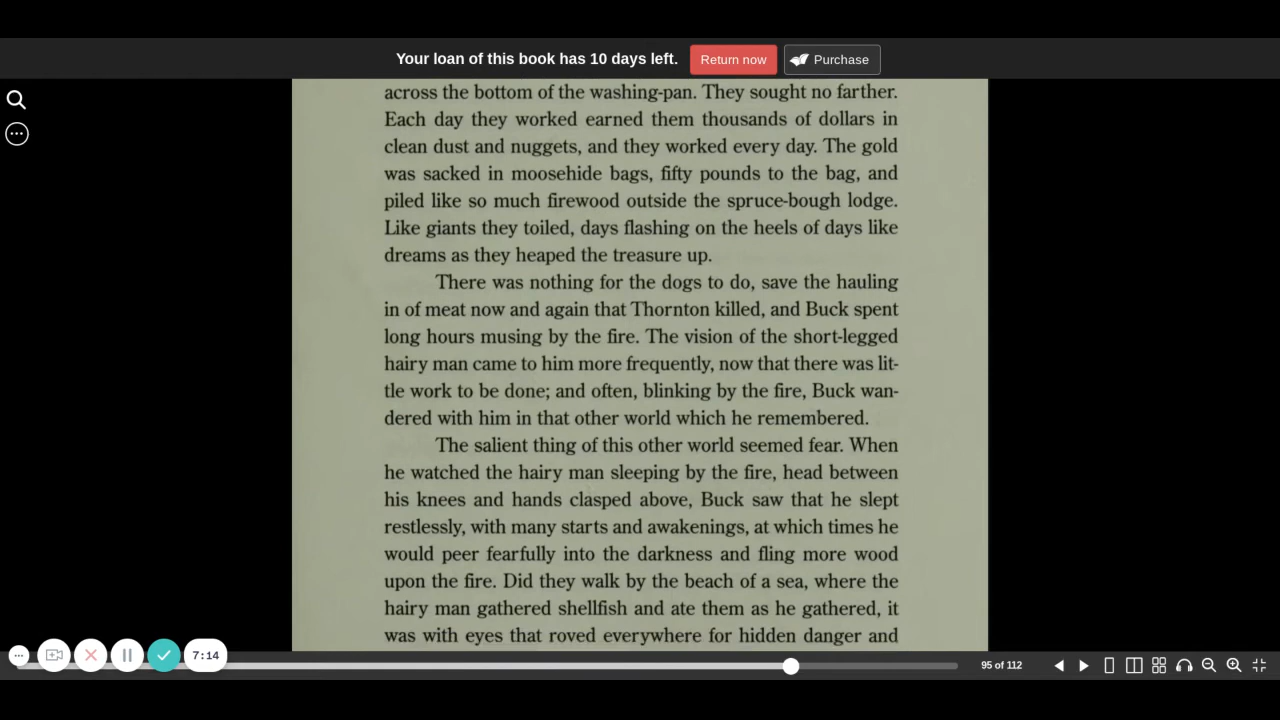 Your loan of this book has 10 days left.
Return now
Purchase
across the bottom of the washing-pan. They sought no farther.
Each day they worked earned them thousands of dollars in
clean dust and nuggets, and they worked every day. The gold
was sacked in moosehide bags, fifty pounds to the bag, and
piled like so much firewood outside the spruce-bough lodge.
Like giants they toiled, days flashing on the heels of days like
dreams as they heaped the treasure up.
There was nothing for the dogs to do, save the hauling
in of meat now and again that Thornton killed, and Buck spent
long hours musing by the fire. The vision of the short-legged
hairy man came to him more frequently, now that there was lit-
tle work to be done; and often, blinking by the fire, Buck wan-
dered with him in that other world which he remembered.
The salient thing of this other world seemed fear. When
he watched the hairy man sleeping by the fire, head between
his knees and hands clasped above, Buck saw that he slept
restlessly, with many starts and awakenings, at which times he
would peer fearfully into the darkness and fling more wood
upon the fire. Did they walk by the beach of a sea, where the
hairy man gathered shellfish and ate them as he gathered, it
was with eyes that roved everywhere for hidden danger and
7:14
95 of 112